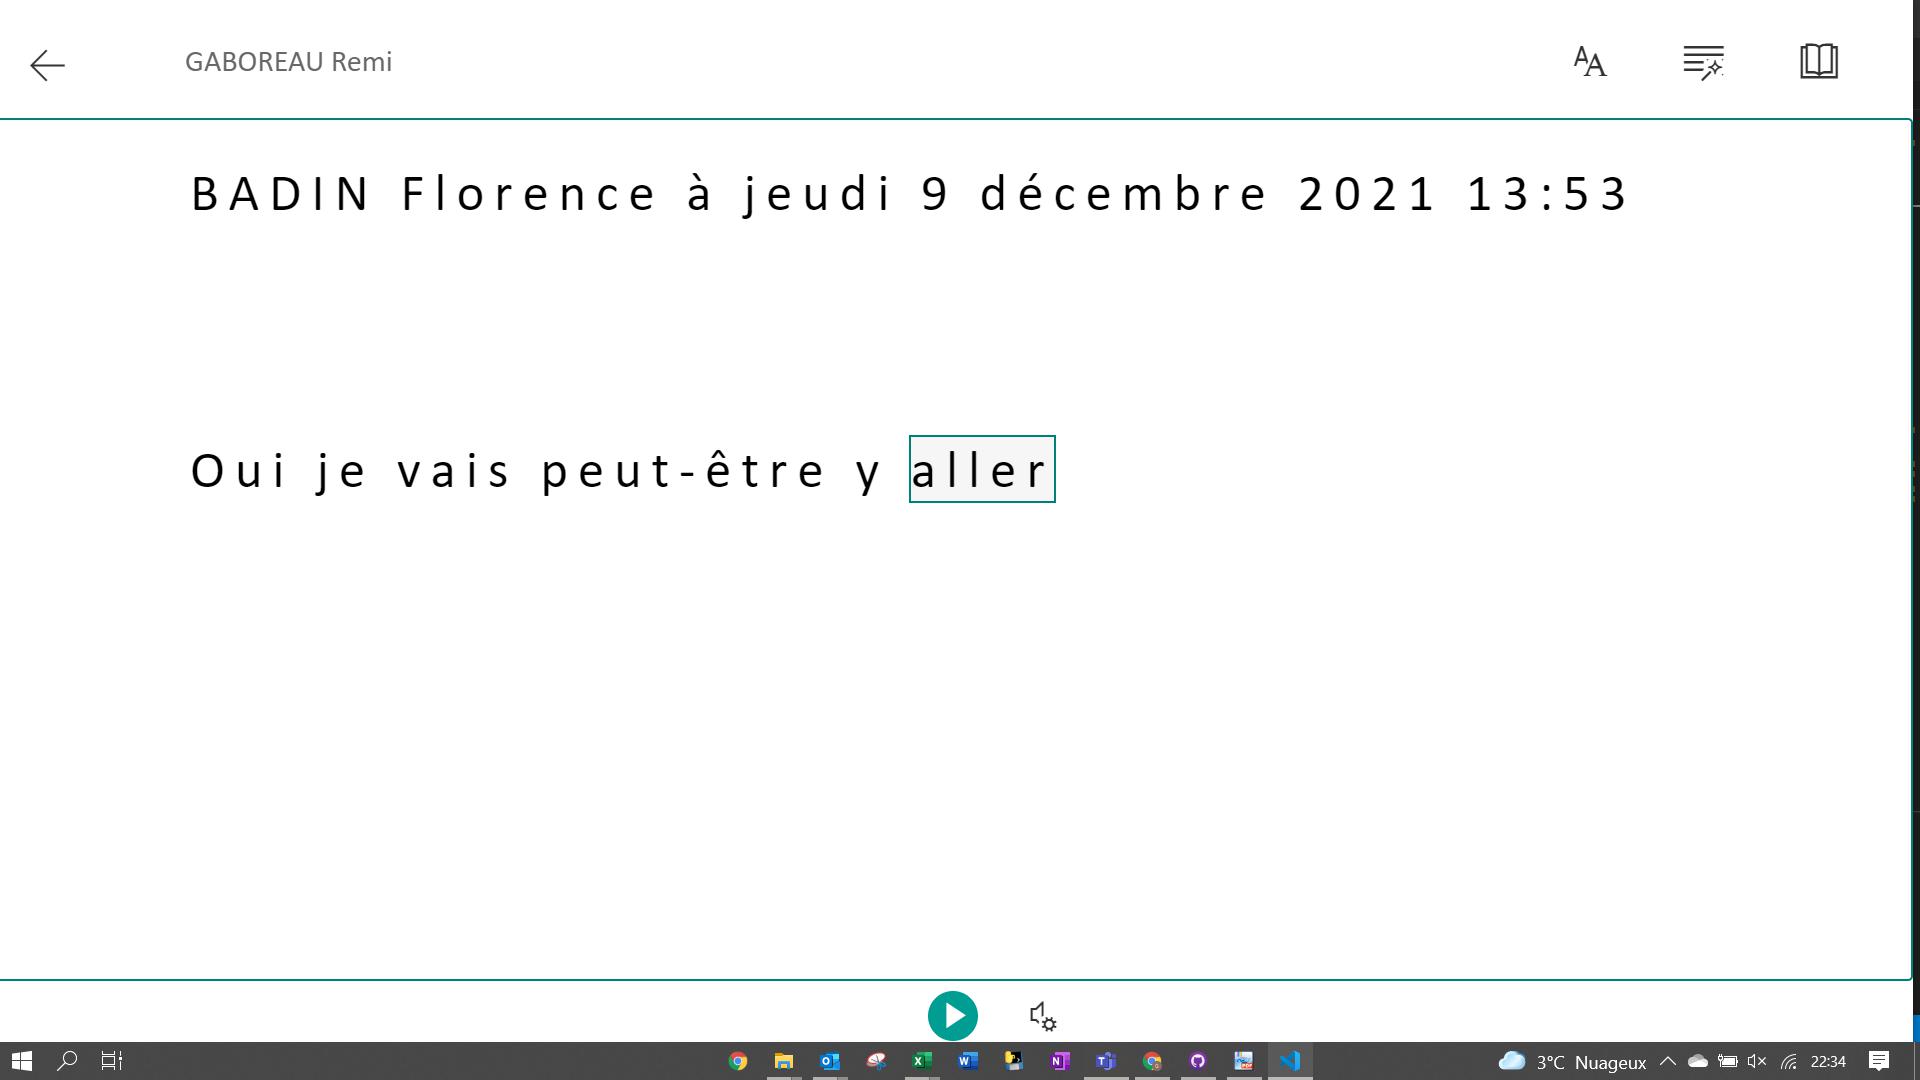 GABOREAU Remi
BADIN Florence à jeudi 9 décembre 2021 13:53
Oui je vais peut-être y aller
3°C Nuageux
22:34